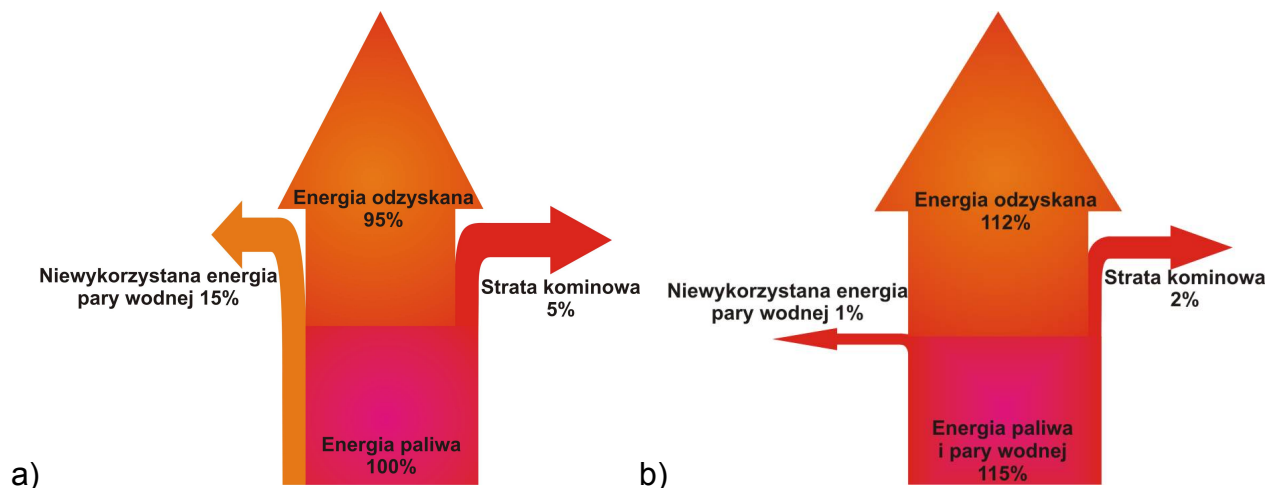 Energia odzyskana
95%
Niewykorzystana energia
pary wodnej 15%
Strata kominowa
5%
Energia paliwa
100%
a)
Energia odzyskana
112%
Niewykorzystana energia
pary wodnej 1%
Strata kominowa
2%
Energia paliwa
i pary wodnej
115%
b)